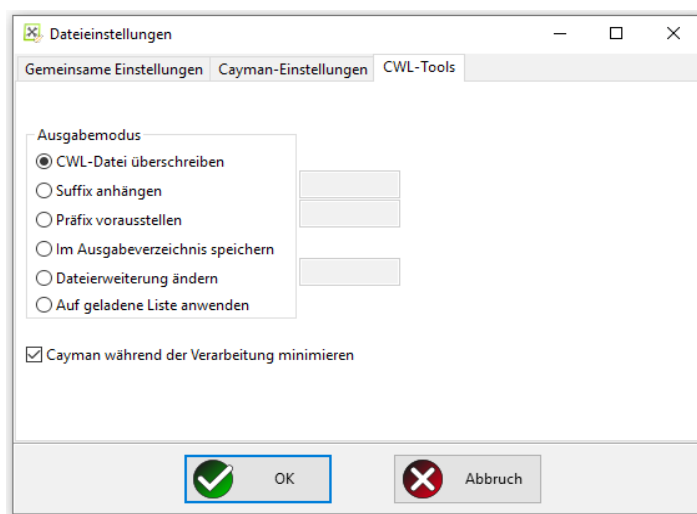 Dateieinstellungen
Gemeinsame Einstellungen Cayman-Einstellungen CWL-Tools
Ausgabemodus
CWL-Datei überschreiben
Suffix anhängen
Präfix vorausstellen
Im Ausgabeverzeichnis speichern
Dateierweiterung ändern
Auf geladene Liste anwenden
Cayman während der Verarbeitung minimieren
OK Abbruch